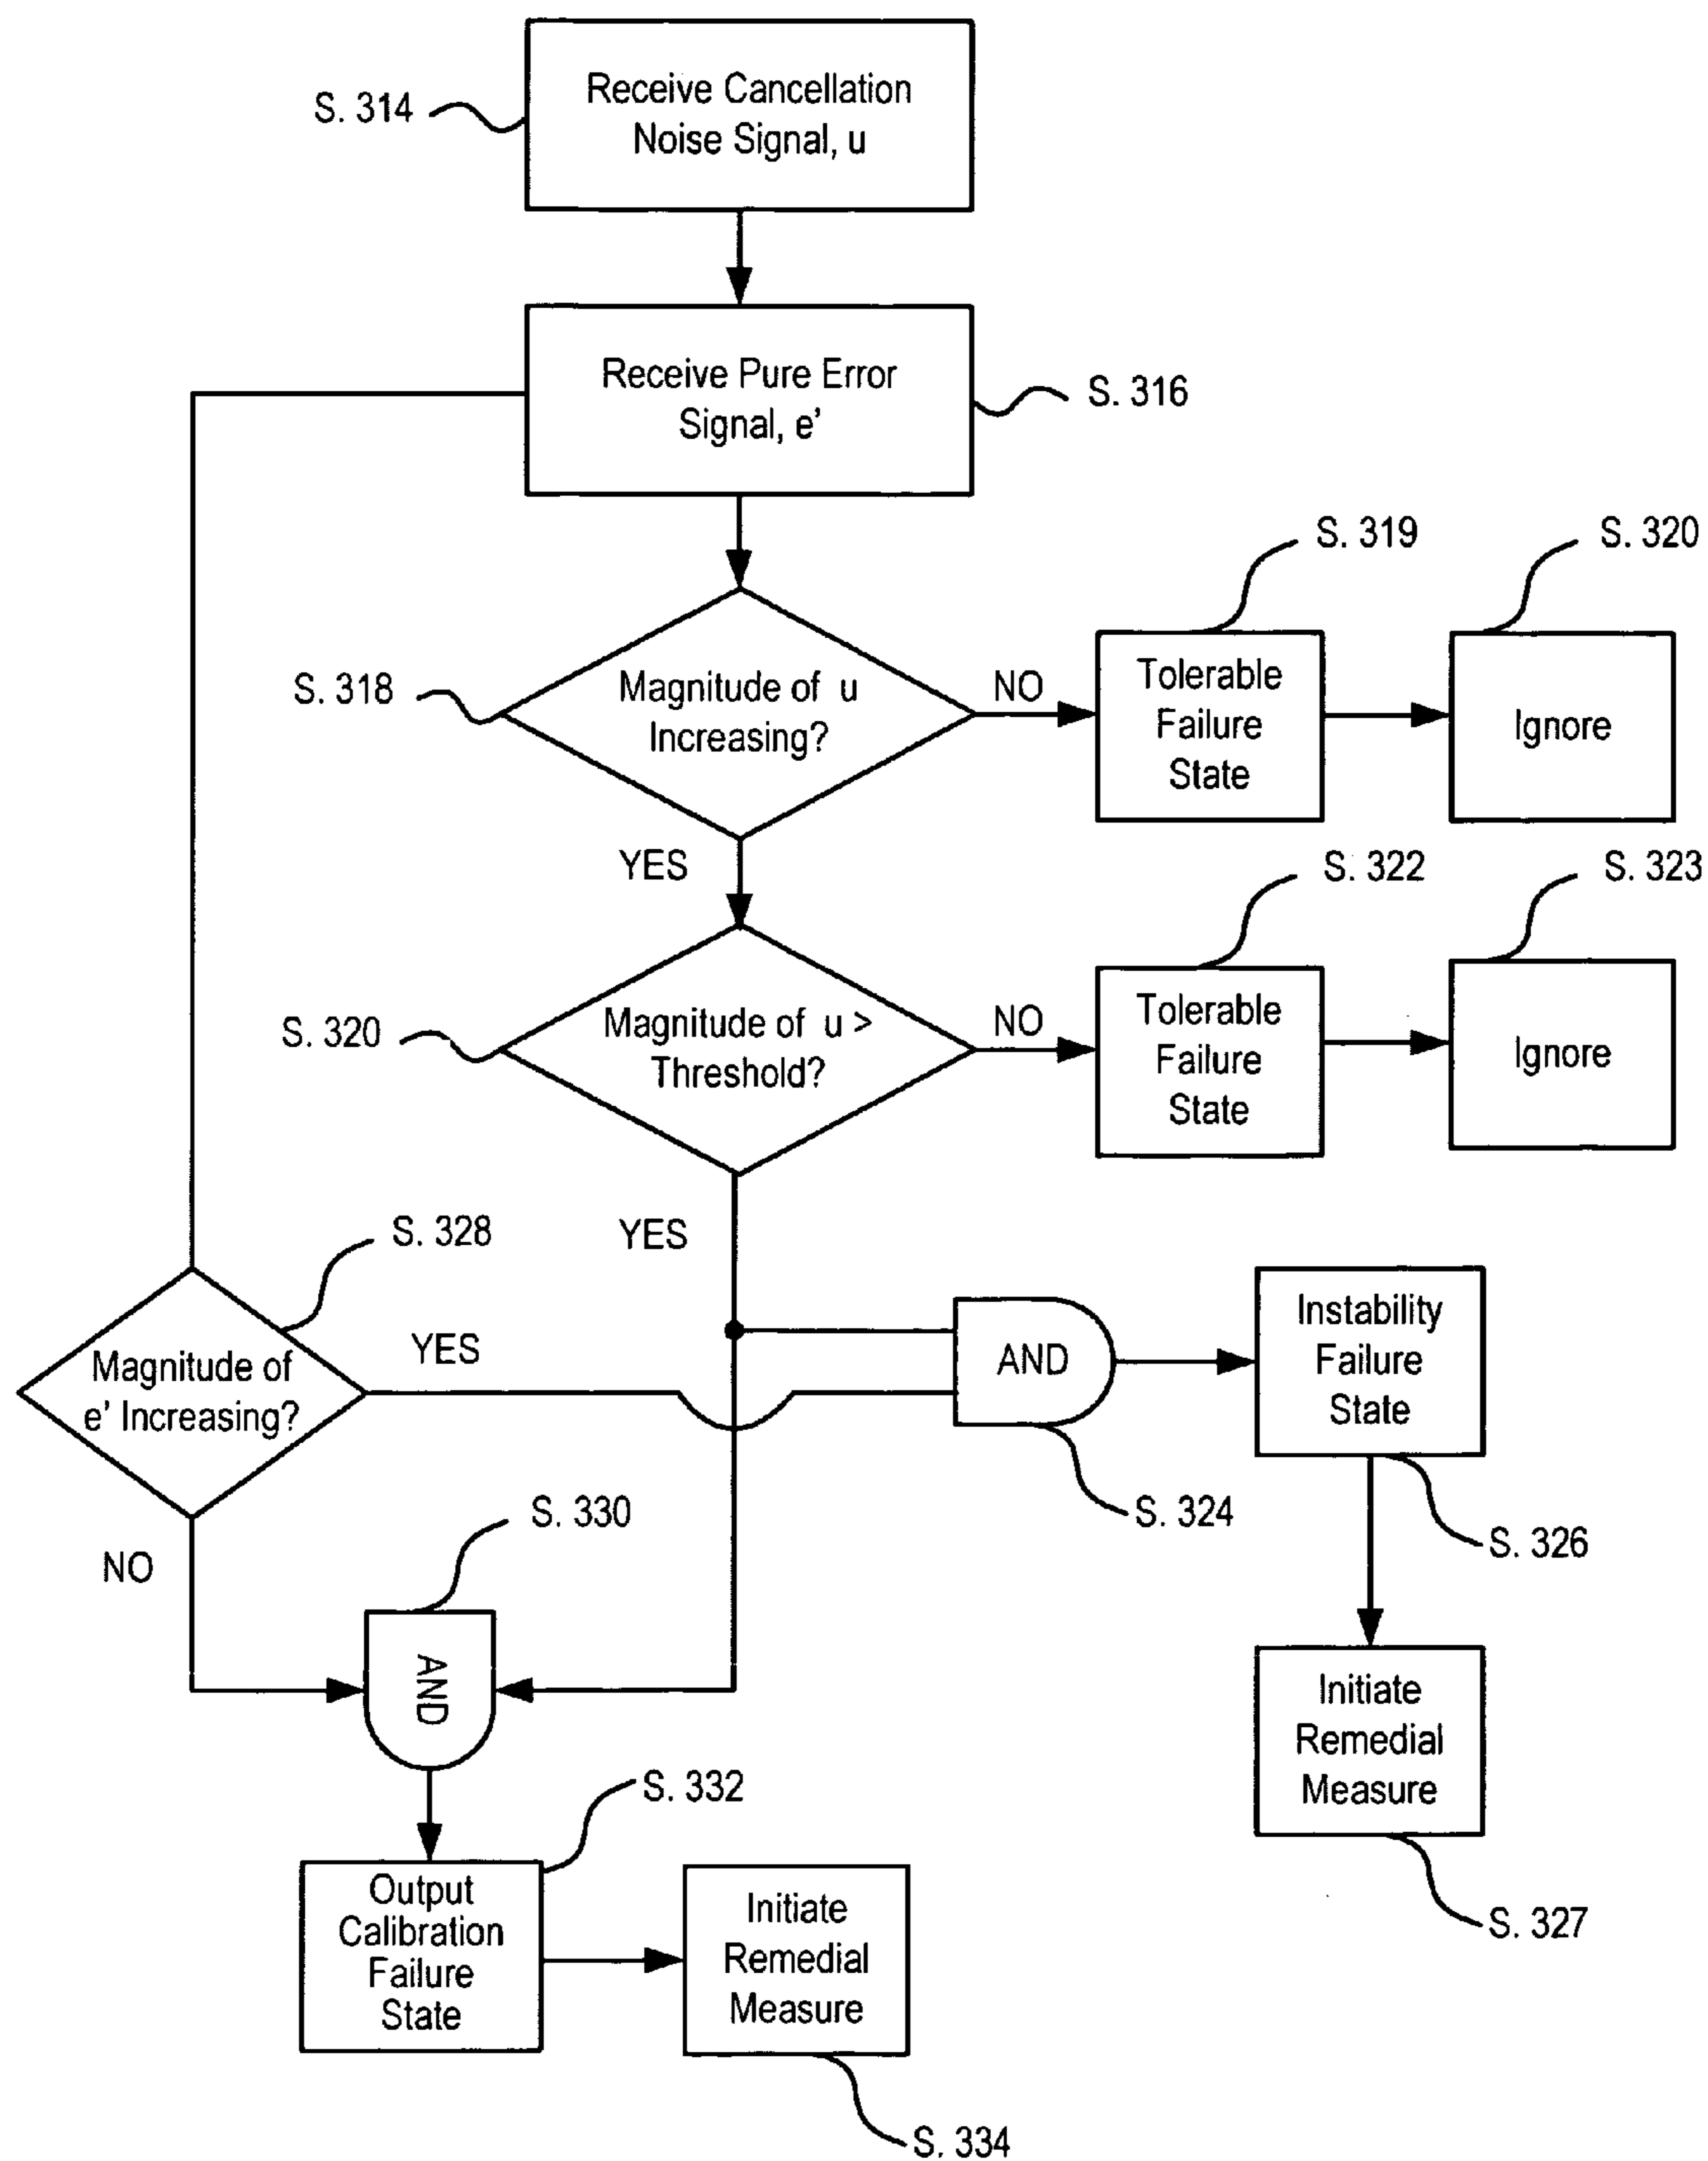 Receive Cancellation
Noise Signal, u
S. 314
Receive Pure Error
Signal, e'
S. 316
S. 319
S. 320
Magnitude of u
Increasing?
S. 318
NO
Tolerable
Failure
State
Ignore
YES
S. 322
S. 323
Magnitude of u >
Threshold?
S. 320
NO
Tolerable
Failure
State
Ignore
YES
S. 328
Magnitude of
e' Increasing?
YES
AND
S. 324
Instability
Failure
State
S. 326
NO
S. 330
AND
Initiate
Remedial
Measure
S. 327
S. 332
Output
Calibration
Failure
State
Initiate
Remedial
Measure
S. 334